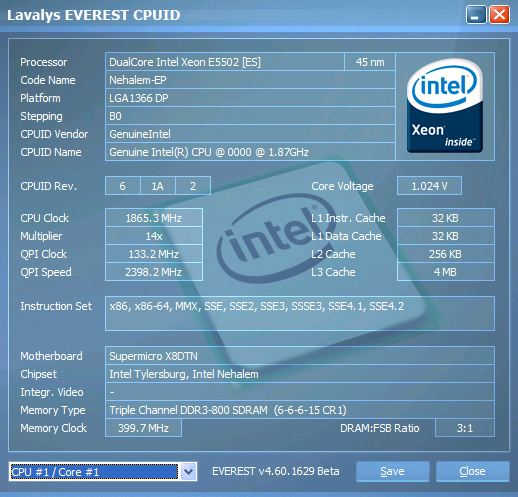 Lavalys EVEREST CPUID
Processor DualCore Intel Xeon E5502 [ES] 45 nm
Code Name Nehalem-EP
Platform LGA1366 DP
Stepping B0
CPUID Vendor GenuineIntel
CPUID Name Genuine Intel(R) CPU @ 0000 @ 1.87GHz
intel
Xeon
inside™
CPUID Rev. 6 1A 2 Core Voltage 1.024 V
CPU Clock 1865.3 MHz L1 Instr. Cache 32 KB
Multiplier 14x L1 Data Cache 32 KB
QPI Clock 133.2 MHz L2 Cache 256 KB
QPI Speed 2398.2 MHz L3 Cache 4 MB
intel
Instruction Set x86, x86-64, MMX, SSE, SSE2, SSE3, SSSE3, SSE4.1, SSE4.2
Motherboard Supermicro X8DTN
Chipset Intel Tylersburg, Intel Nehalem
Integr. Video -
Memory Type Triple Channel DDR3-800 SDRAM (6-6-6-15 CR1)
Memory Clock 399.7 MHz DRAM:FSB Ratio 3:1
CPU #1 / Core #1 EVEREST v4.60.1629 Beta Save Close